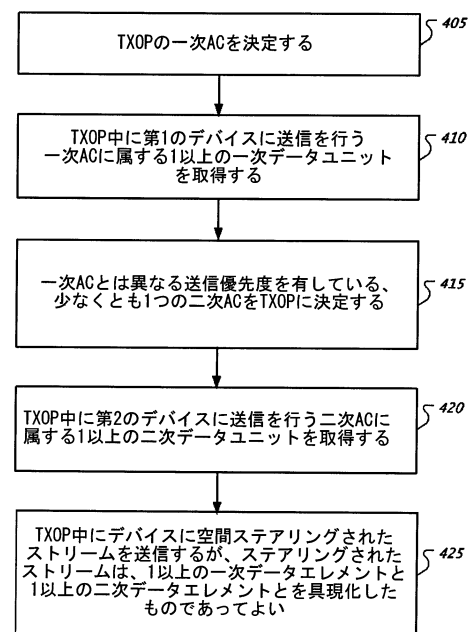 TXOPの一次ACを決定する
405
TXOP中に第1のデバイスに送信を行う
一次ACに属する1以上の一次データユニット
を取得する
410
一次ACとは異なる送信優先度を有している、
少なくとも1つの二次ACをTXOPに決定する
415
TXOP中に第2のデバイスに送信を行う二次ACに
属する1以上の二次データユニットを取得する
420
TXOP中にデバイスに空間ステアリングされた
ストリームを送信するが、ステアリングされた
ストリームは、1以上の一次データエレメントと
1以上の二次データエレメントとを具現化した
ものであってよい
425